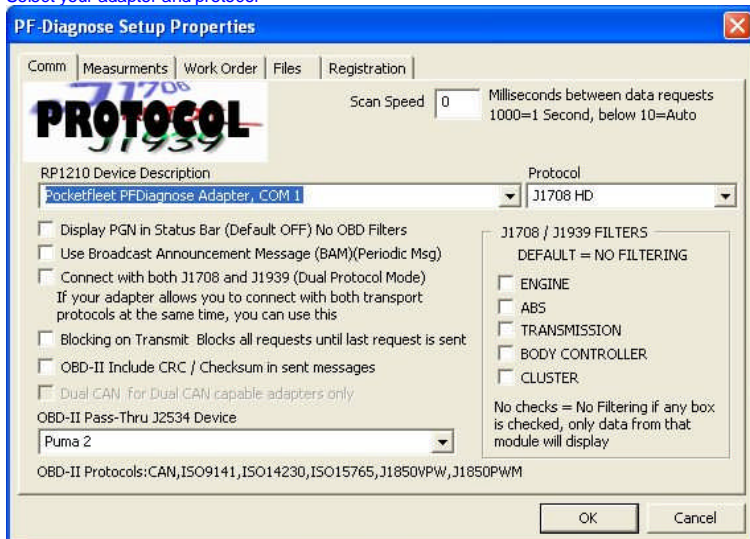 Select your adapter and protocol
PF-Diagnose Setup Properties
Comm
Measurments
Work Order
Files
Registration
J1708
PROTOCOL
J1939
Scan Speed
0
Milliseconds between data requests
1000=1 Second, below 10=Auto
RP1210 Device Description
Pocketfleet PFDiagnose Adapter, COM 1
Protocol
J1708 HD
Display PGN in Status Bar (Default OFF) No OBD Filters
Use Broadcast Announcement Message (BAM)(Periodic Msg)
Connect with both J1708 and J1939 (Dual Protocol Mode)
If your adapter allows you to connect with both transport
protocols at the same time, you can use this
Blocking on Transmit Blocks all requests until last request is sent
OBD-II Include CRC / Checksum in sent messages
Dual CAN for Dual CAN capable adapters only
OBD-II Pass-Thru J2534 Device
Puma 2
OBD-II Protocols:CAN,ISO9141,ISO14230,ISO15765,J1850VPW,J1850PWM
J1708 / J1939 FILTERS
DEFAULT = NO FILTERING
ENGINE
ABS
TRANSMISSION
BODY CONTROLLER
CLUSTER
No checks = No Filtering if any box
is checked, only data from that
module will display
OK
Cancel